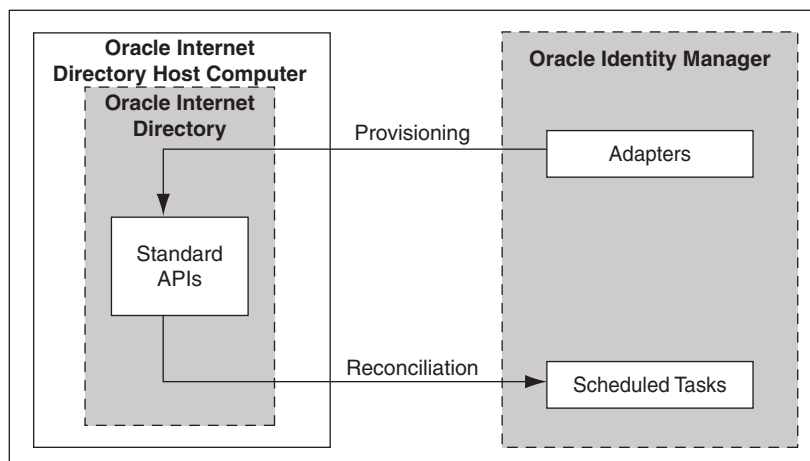 Oracle Internet
Directory Host Computer
Oracle Internet
Directory
Standard
APIs
Provisioning
Reconciliation
Oracle Identity Manager
Adapters
Scheduled Tasks